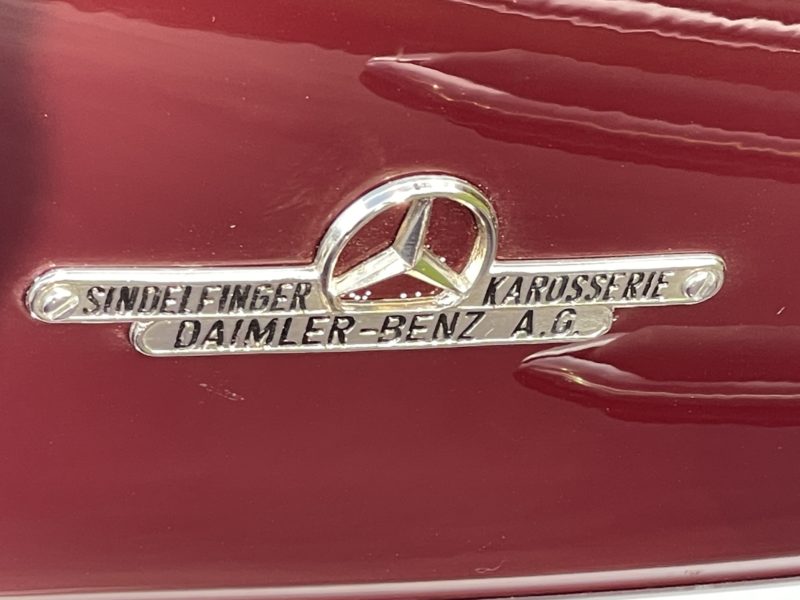 SINDELFINGER KAROSSERIE
DAIMLER-BENZ A.G.